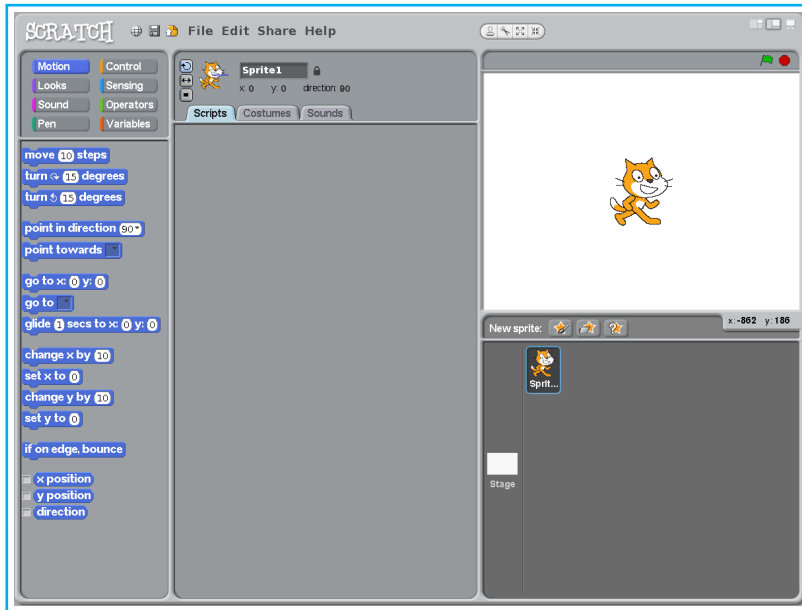 SCRATCH File Edit Share Help
Motion Control
Looks Sensing
Sound Operators
Pen Variables
move 10 steps
turn 15 degrees
turn 15 degrees
point in direction 90
point towards
go to x: 0 y: 0
go to
glide 1 secs to x: 0 y: 0
change x by 10
set x to 0
change y by 10
set y to 0
if on edge, bounce
x position
y position
direction
Sprite1
x: 0 y: 0 direction: 90
Scripts Costumes Sounds
x: -862 y: 186
New sprite:
Sprit...
Stage